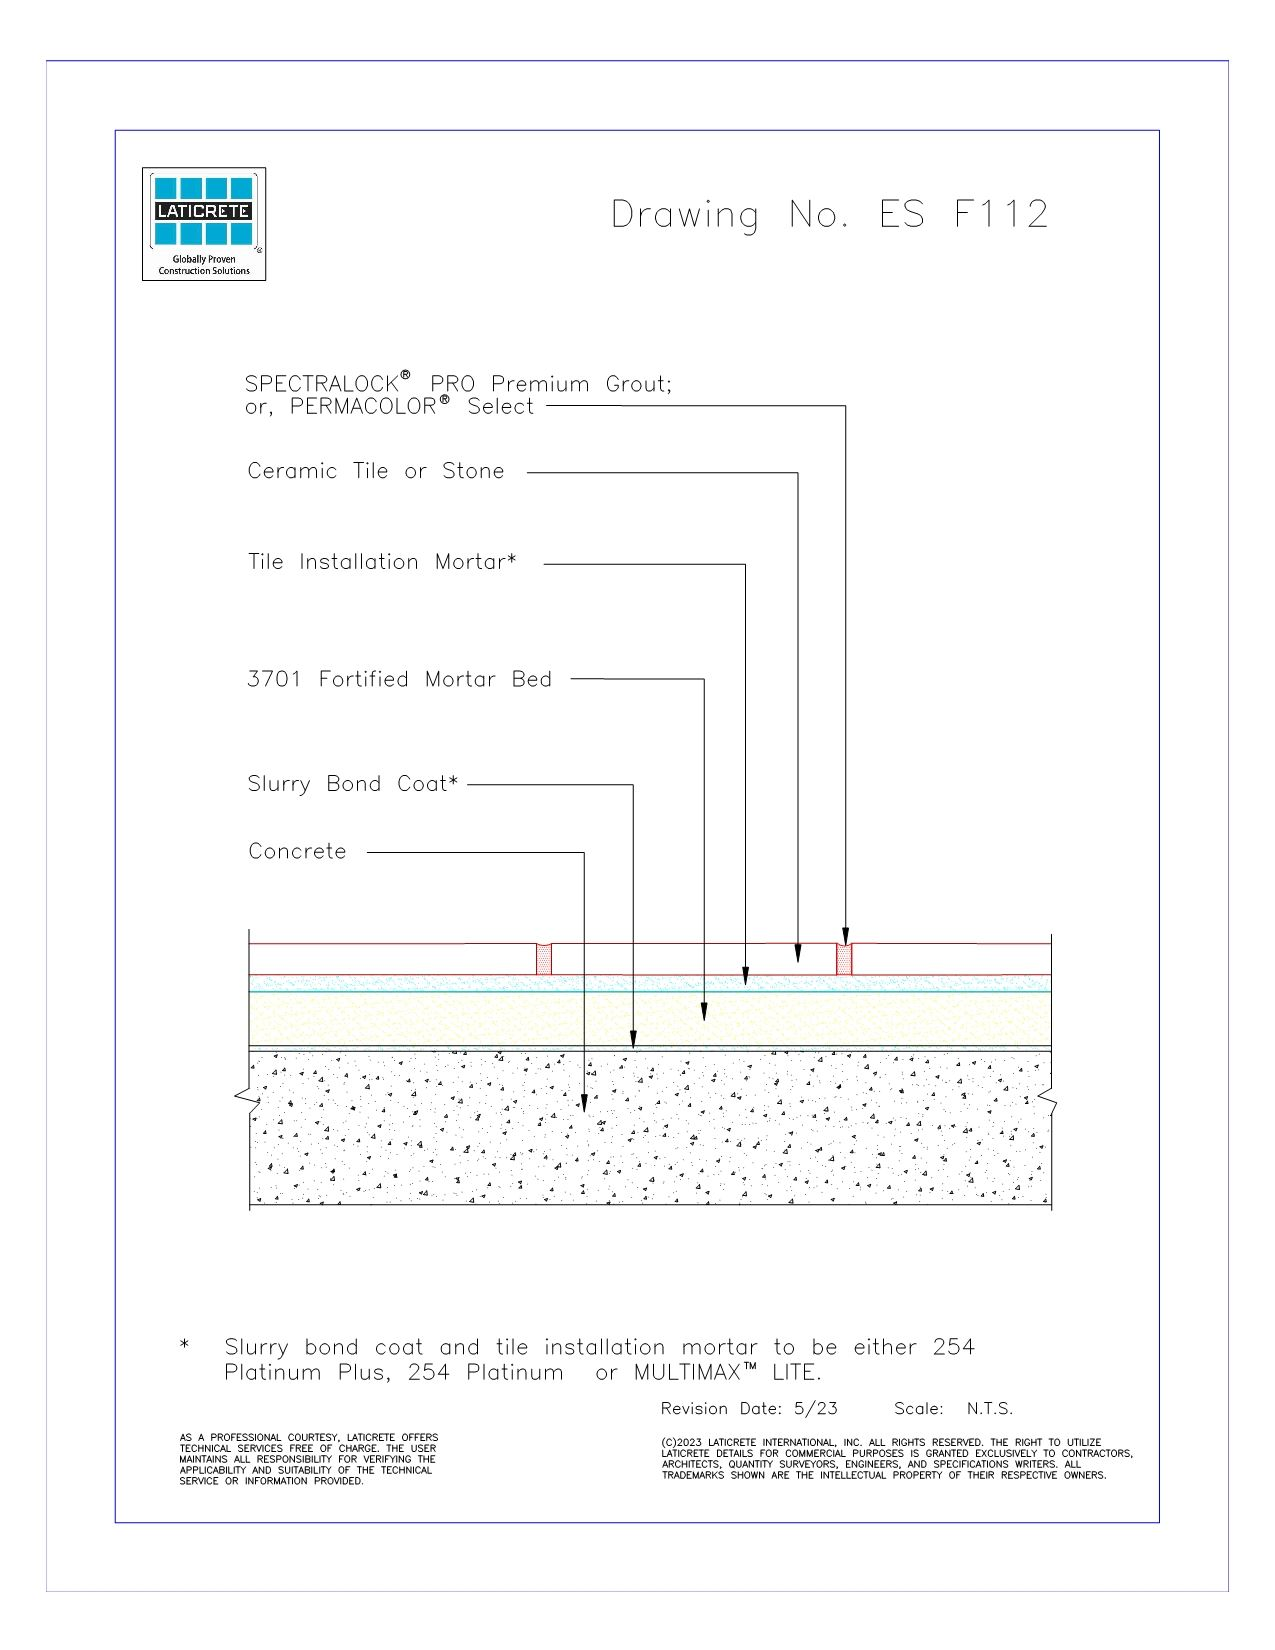 LATICRETE
®
Globally Proven
Construction Solutions
Drawing No. ES F112
SPECTRALOCK® PRO Premium Grout;
or, PERMACOLOR® Select
Ceramic Tile or Stone
Tile Installation Mortar*
3701 Fortified Mortar Bed
Slurry Bond Coat*
Concrete
* Slurry bond coat and tile installation mortar to be either 254
Platinum Plus, 254 Platinum or MULTIMAX™ LITE.
Revision Date: 5/23 Scale: N.T.S.
AS A PROFESSIONAL COURTESY, LATICRETE OFFERS
TECHNICAL SERVICES FREE OF CHARGE. THE USER
MAINTAINS ALL RESPONSIBILITY FOR VERIFYING THE
APPLICABILITY AND SUITABILITY OF THE TECHNICAL
SERVICE OR INFORMATION PROVIDED.
(C)2023 LATICRETE INTERNATIONAL, INC. ALL RIGHTS RESERVED. THE RIGHT TO UTILIZE
LATICRETE DETAILS FOR COMMERCIAL PURPOSES IS GRANTED EXCLUSIVELY TO CONTRACTORS,
ARCHITECTS, QUANTITY SURVEYORS, ENGINEERS, AND SPECIFICATIONS WRITERS. ALL
TRADEMARKS SHOWN ARE THE INTELLECTUAL PROPERTY OF THEIR RESPECTIVE OWNERS.